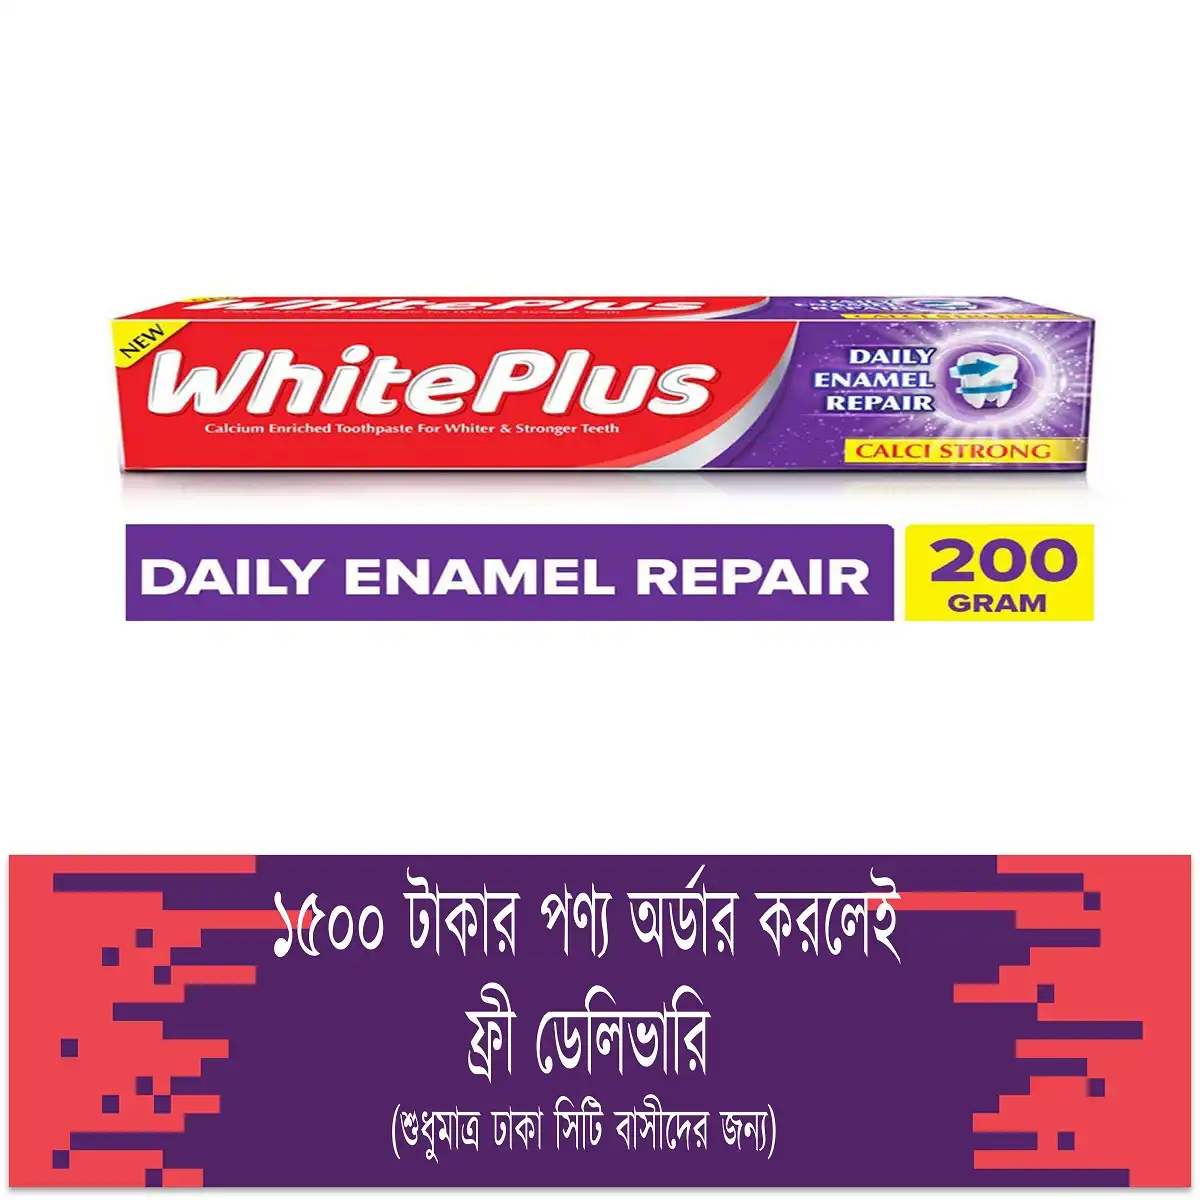 NEW
WhitePlus
Calcium Enriched Toothpaste For Whiter & Stronger Teeth
DAILY
ENAMEL
REPAIR
CALCI STRONG
DAILY ENAMEL REPAIR
200
GRAM
১৫০০ টাকার পণ্য অর্ডার করলেই
ফ্রী ডেলিভারি
(শুধুমাত্র ঢাকা সিটি বাসীদের জন্য)